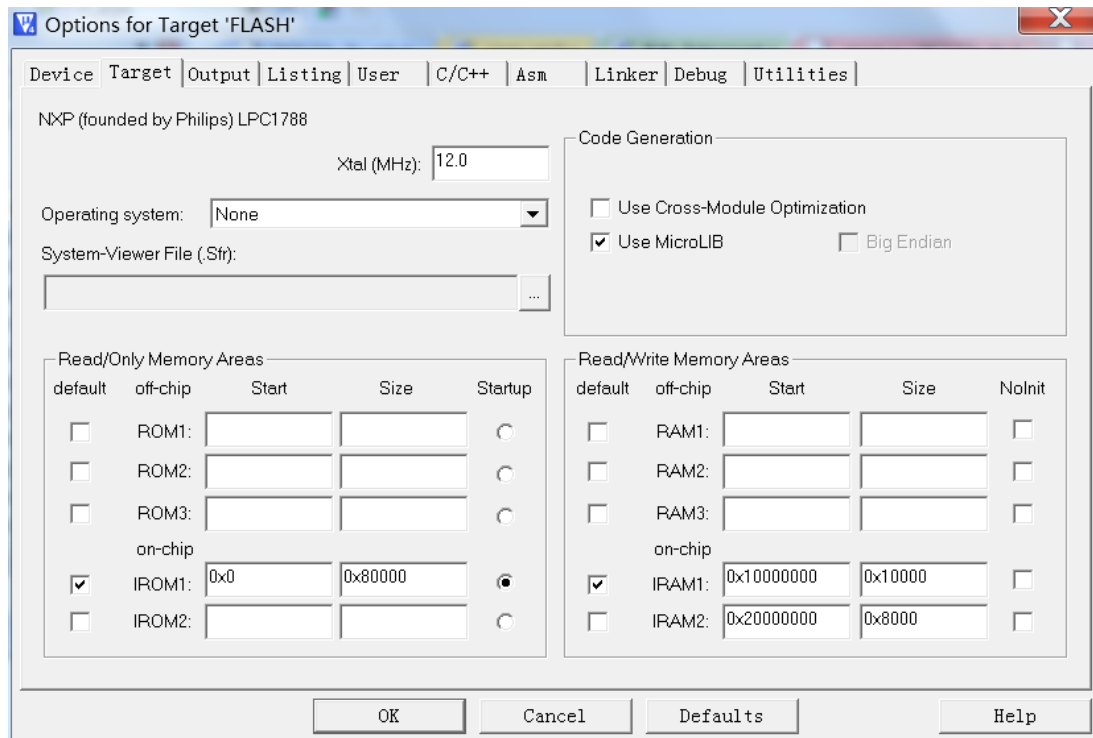 Options for Target 'FLASH'
Device Target Output Listing User C/C++ Asm Linker Debug Utilities
NXP (founded by Philips) LPC1788
Xtal (MHz): 12.0
Operating system: None
System-Viewer File (.Sfr):
...
Code Generation
Use Cross-Module Optimization
Use MicroLIB Big Endian
Read/Only Memory Areas
default off-chip Start Size Startup
ROM1:
ROM2:
ROM3:
on-chip
IROM1: 0x0 0x80000
IROM2:
Read/Write Memory Areas
default off-chip Start Size NoInit
RAM1:
RAM2:
RAM3:
on-chip
IRAM1: 0x10000000 0x10000
IRAM2: 0x20000000 0x8000
OK Cancel Defaults Help